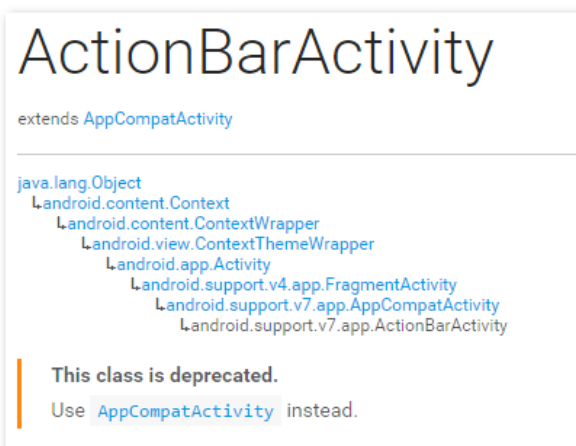 ActionBarActivity
extends AppCompatActivity
java.lang.Object
↳android.content.Context
↳android.content.ContextWrapper
↳android.view.ContextThemeWrapper
↳android.app.Activity
↳android.support.v4.app.FragmentActivity
↳android.support.v7.app.AppCompatActivity
↳android.support.v7.app.ActionBarActivity
This class is deprecated.
Use AppCompatActivity instead.